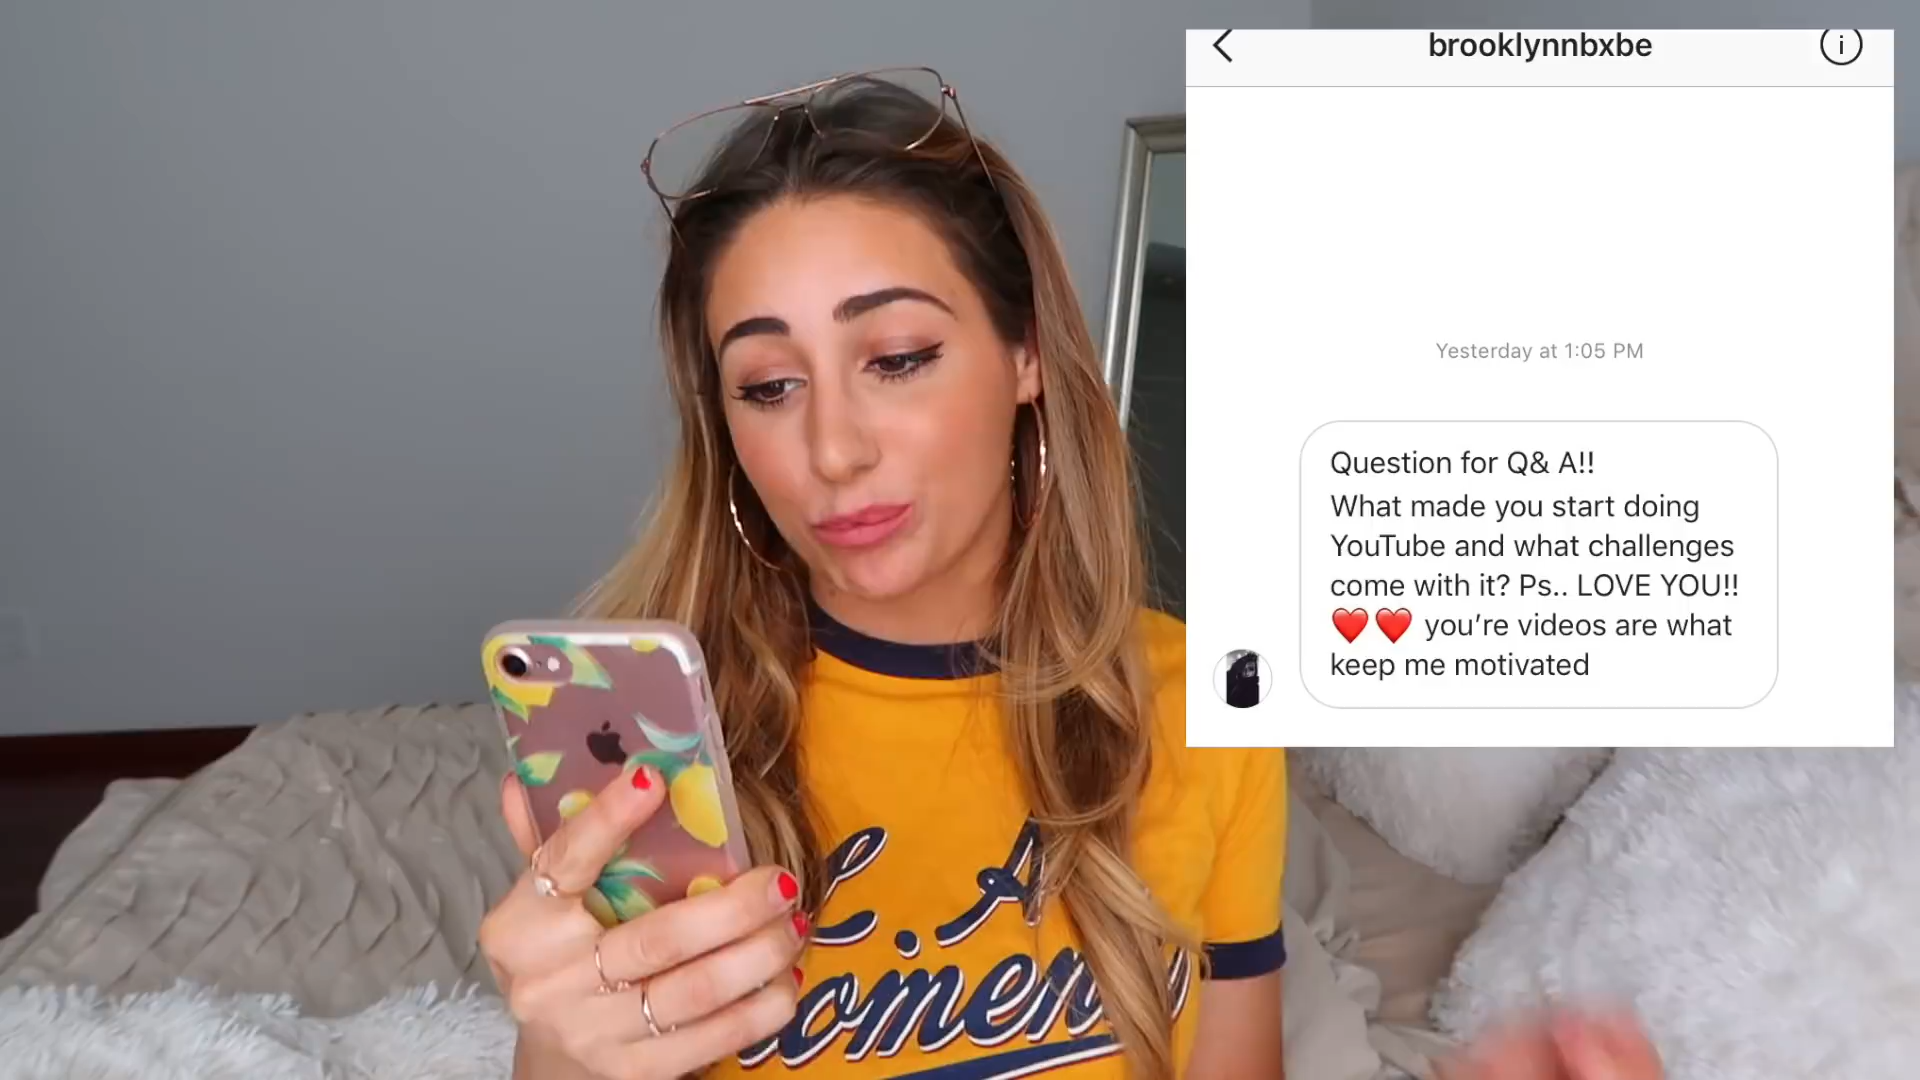 brooklynnbxbe
Yesterday at 1:05 PM
Question for Q& A!!
What made you start doing
YouTube and what challenges
come with it? Ps.. LOVE YOU!!
❤️❤️ you’re videos are what
keep me motivated
L.A.